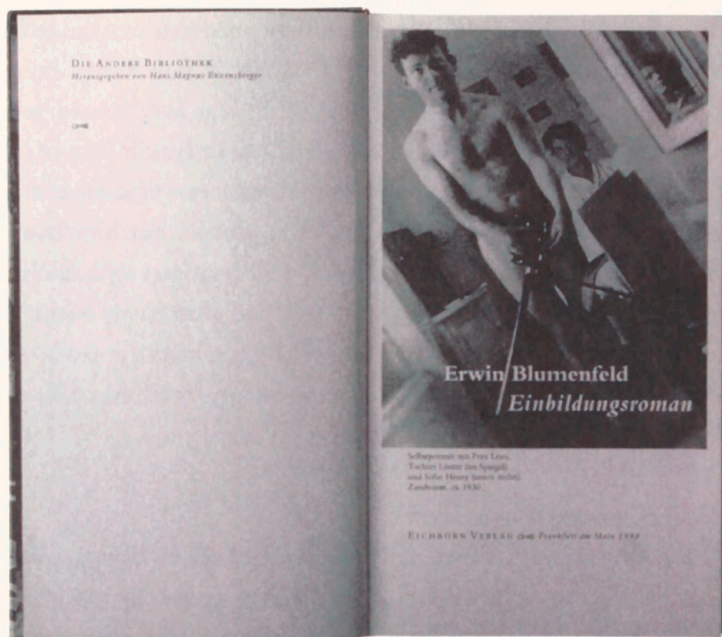 DIE ANDERE BIBLIOTHEK
Herausgegeben von Hans Magnus Enzensberger
Erwin Blumenfeld
Einbildungsroman
Selbstportrait mit Frau Lena,
Tochter Lisette (im Spiegel)
und Sohn Henry (unten rechts)
Zandvoort, ca. 1930
EICHBORN VERLAG Frankfurt am Main 1998